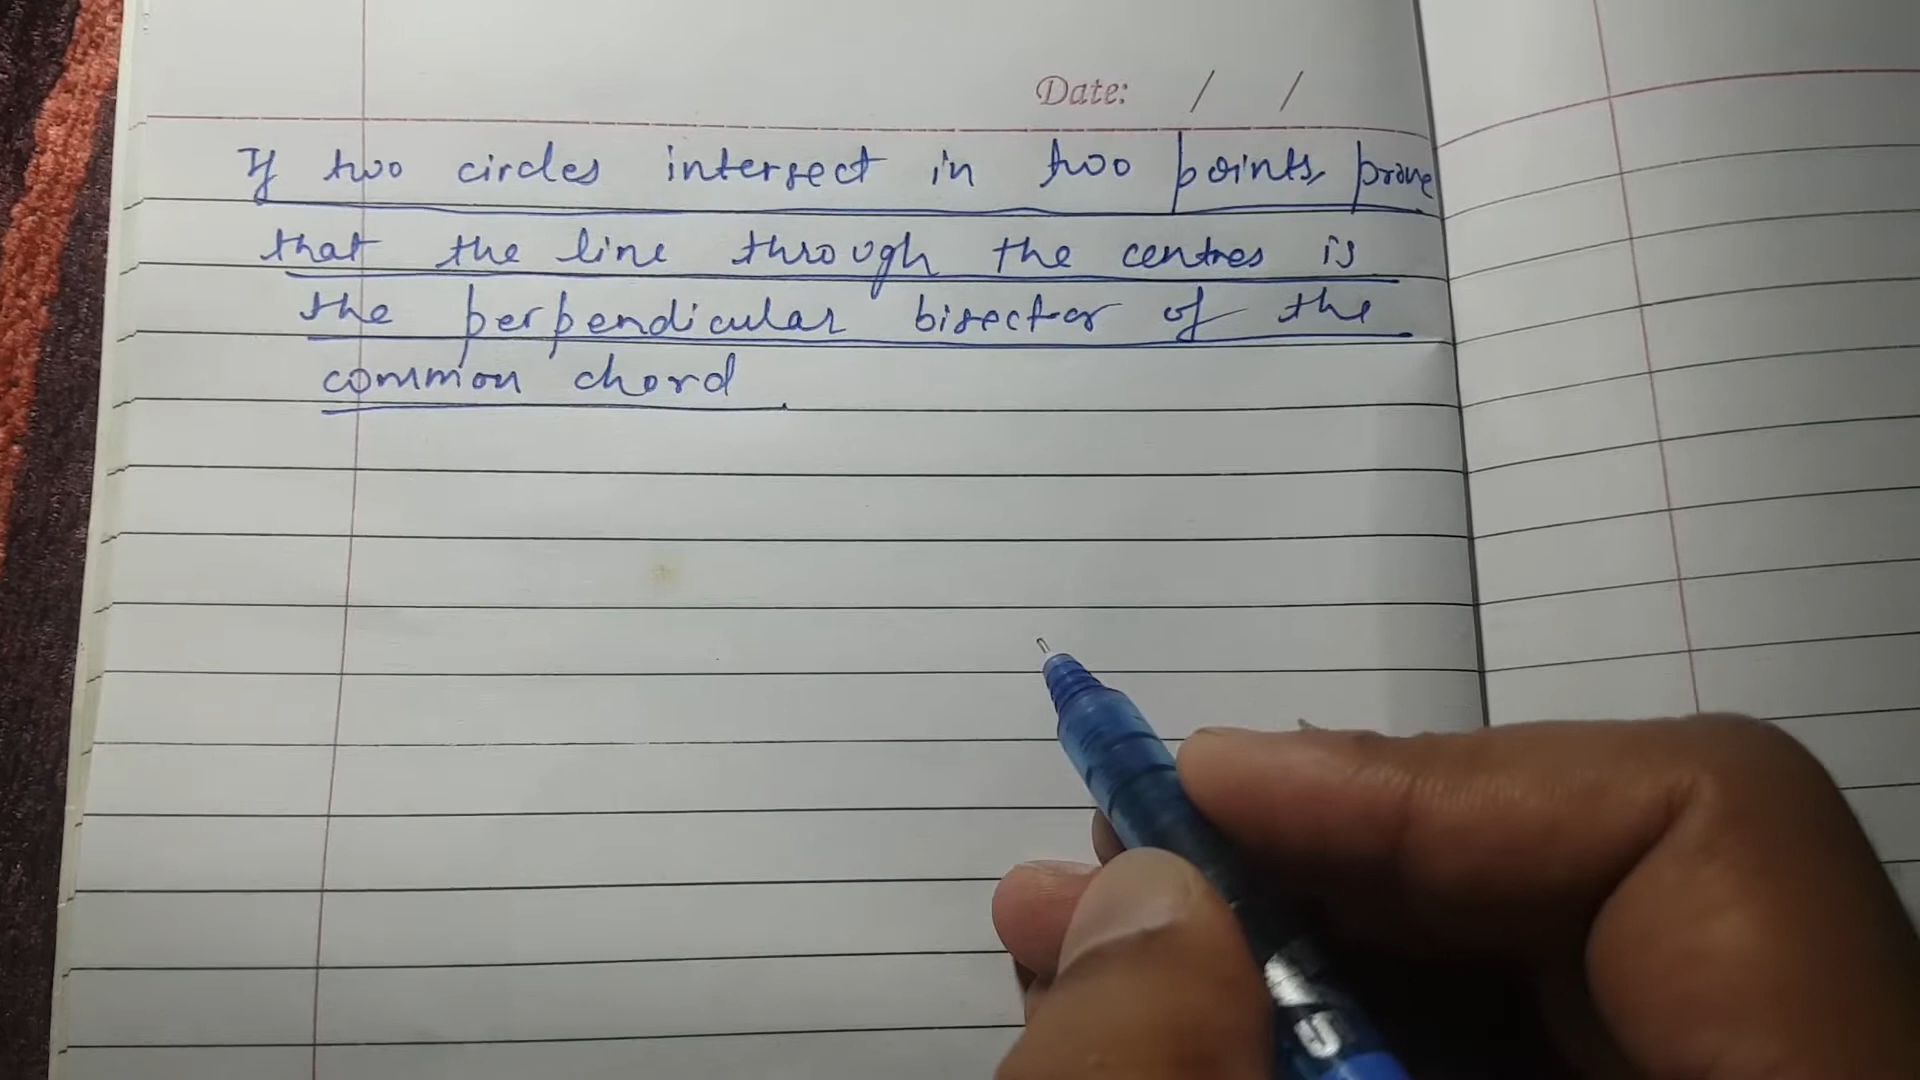 Date: / /
If two circles intersect in two points, prove
that the line through the centres is
the perpendicular bisector of the
common chord